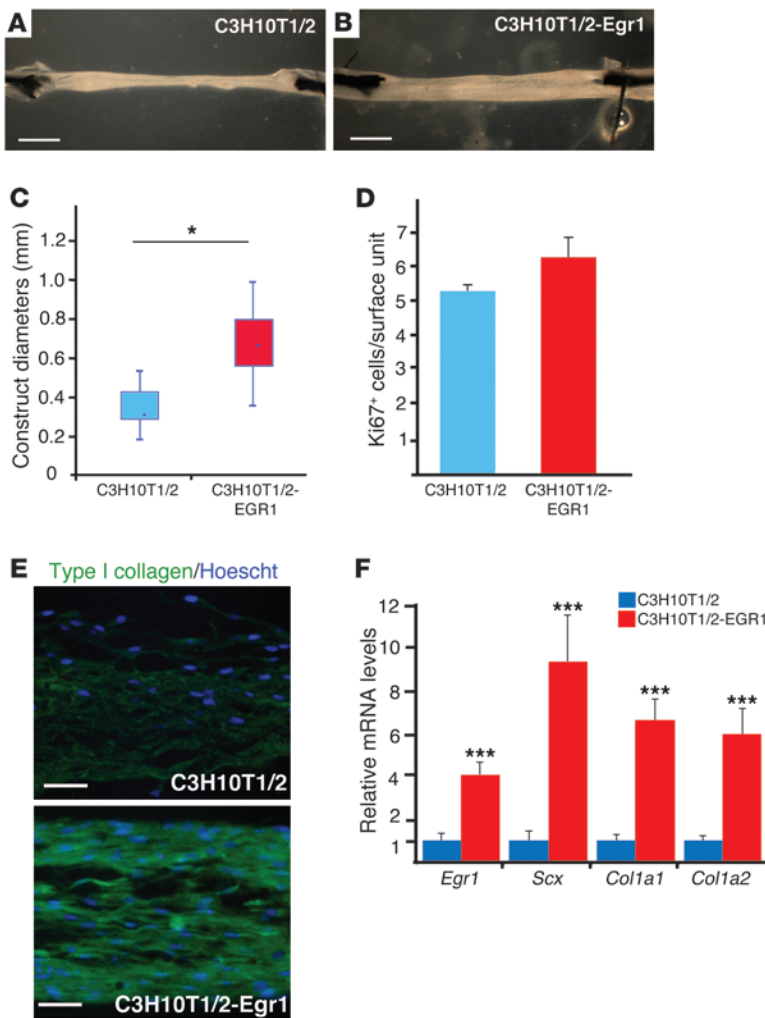 A
C3H10T1/2
B
C3H10T1/2-Egr1
C
Construct diameters (mm)
1.2
1.0
0.8
0.6
0.4
0.2
0
*
C3H10T1/2
C3H10T1/2-
EGR1
D
Ki67+ cells/surface unit
7
6
5
4
3
2
1
C3H10T1/2
C3H10T1/2-
EGR1
E
Type I collagen/Hoescht
C3H10T1/2
C3H10T1/2-Egr1
F
C3H10T1/2
C3H10T1/2-EGR1
Relative mRNA levels
12
10
8
6
4
2
1
***
***
***
***
Egr1
Scx
Col1a1
Col1a2